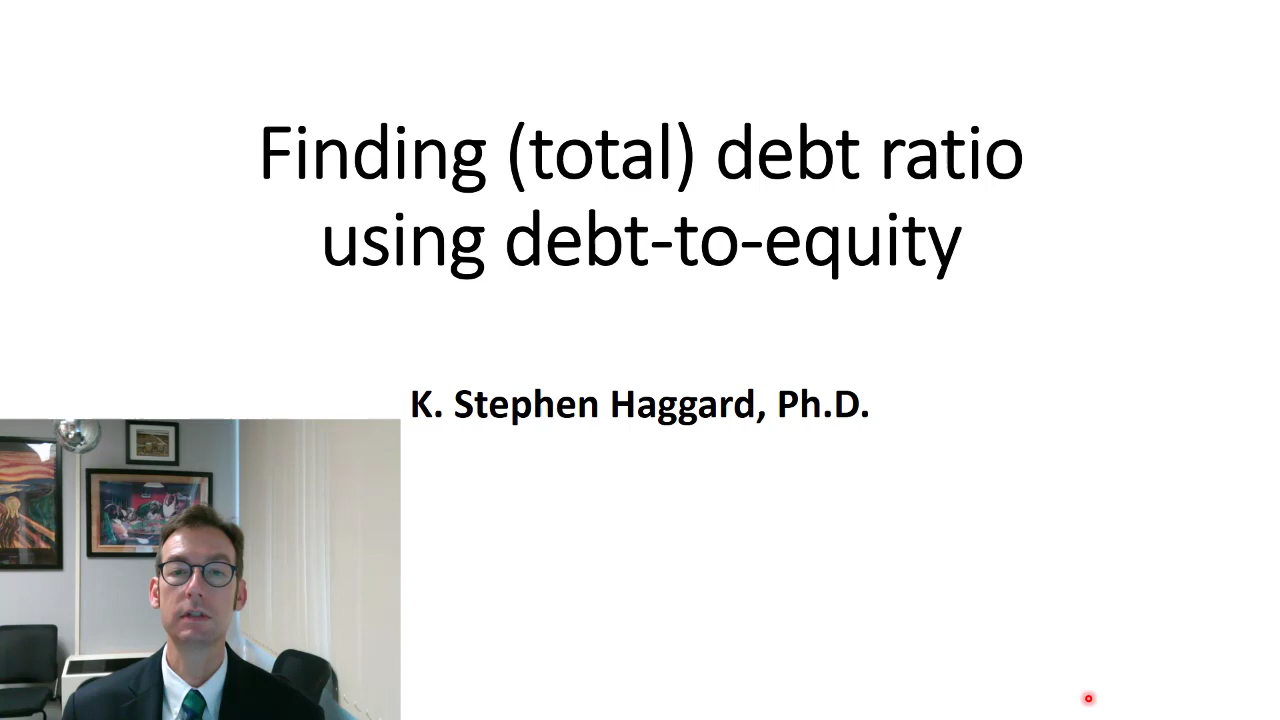 Finding (total) debt ratio
using debt-to-equity
K. Stephen Haggard, Ph.D.